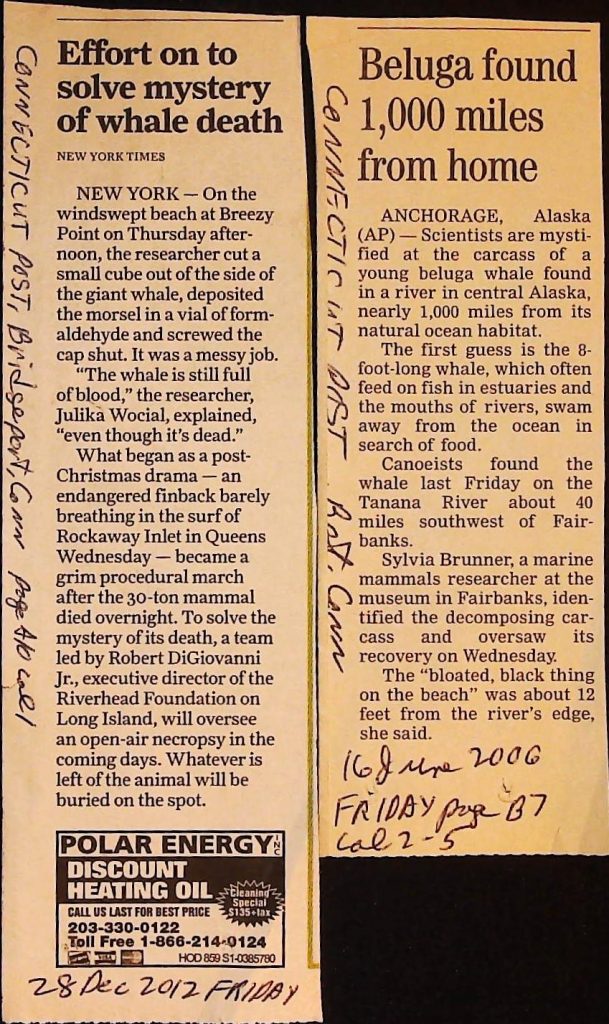 Effort on to
solve mystery
of whale death
NEW YORK TIMES
NEW YORK — On the
windswept beach at Breezy
Point on Thursday after-
noon, the researcher cut a
small cube out of the side of
the giant whale, deposited
the morsel in a vial of form-
aldehyde and screwed the
cap shut. It was a messy job.
"The whale is still full
of blood," the researcher,
Julika Wocial, explained,
"even though it's dead."
What began as a post-
Christmas drama — an
endangered finback barely
breathing in the surf of
Rockaway Inlet in Queens
Wednesday — became a
grim procedural march
after the 30-ton mammal
died overnight. To solve the
mystery of its death, a team
led by Robert DiGiovanni
Jr., executive director of the
Riverhead Foundation on
Long Island, will oversee
an open-air necropsy in the
coming days. Whatever is
left of the animal will be
buried on the spot.
POLAR ENERGY INC
DISCOUNT
HEATING OIL
CALL US LAST FOR BEST PRICE
Cleaning
Special
$135+tax
203-330-0122
Toll Free 1-866-214-0124
HOD 859 S1-0385780
28 Dec 2012 FRIDAY
CONNECTICUT POST, Bridgeport, Conn page A10 col 1
Beluga found
1,000 miles
from home
ANCHORAGE, Alaska
(AP) — Scientists are mysti-
fied at the carcass of a
young beluga whale found
in a river in central Alaska,
nearly 1,000 miles from its
natural ocean habitat.
The first guess is the 8-
foot-long whale, which often
feed on fish in estuaries and
the mouths of rivers, swam
away from the ocean in
search of food.
Canoeists found the
whale last Friday on the
Tanana River about 40
miles southwest of Fair-
banks.
Sylvia Brunner, a marine
mammals researcher at the
museum in Fairbanks, iden-
tified the decomposing car-
cass and oversaw its
recovery on Wednesday.
The "bloated, black thing
on the beach" was about 12
feet from the river's edge,
she said.
16 June 2006
FRIDAY page B7
Col 2-5
CONNECTICUT POST Bpt. Conn